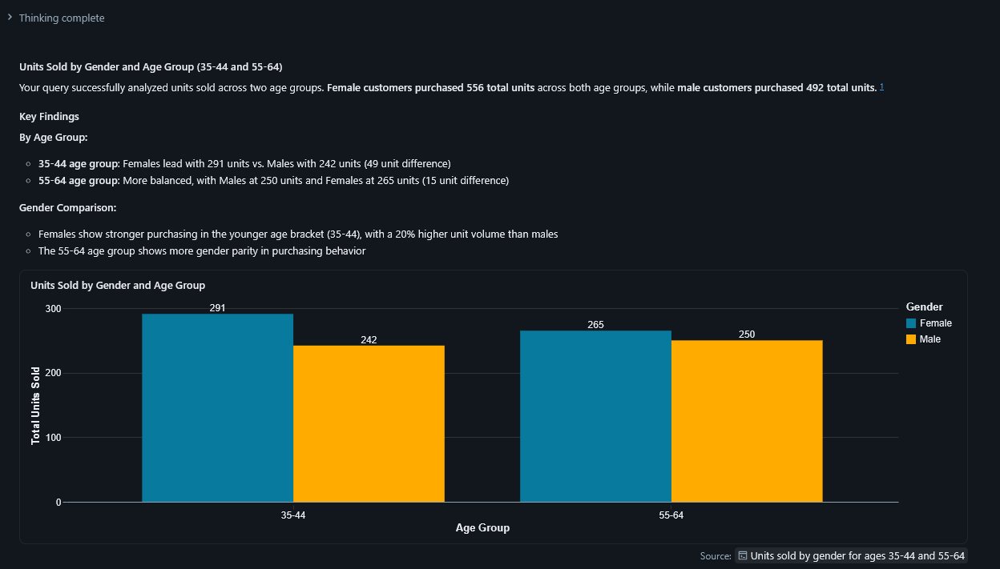 Thinking complete
Units Sold by Gender and Age Group (35-44 and 55-64)
Your query successfully analyzed units sold across two age groups. Female customers purchased 556 total units across both age groups, while male customers purchased 492 total units. 1
Key Findings
By Age Group:
35-44 age group: Females lead with 291 units vs. Males with 242 units (49 unit difference)
55-64 age group: More balanced, with Males at 250 units and Females at 265 units (15 unit difference)
Gender Comparison:
Females show stronger purchasing in the younger age bracket (35-44), with a 20% higher unit volume than males
The 55-64 age group shows more gender parity in purchasing behavior
Units Sold by Gender and Age Group
Total Units Sold
300
200
100
0
291
242
265
250
35-44
55-64
Age Group
Gender
Female
Male
Source: Units sold by gender for ages 35-44 and 55-64